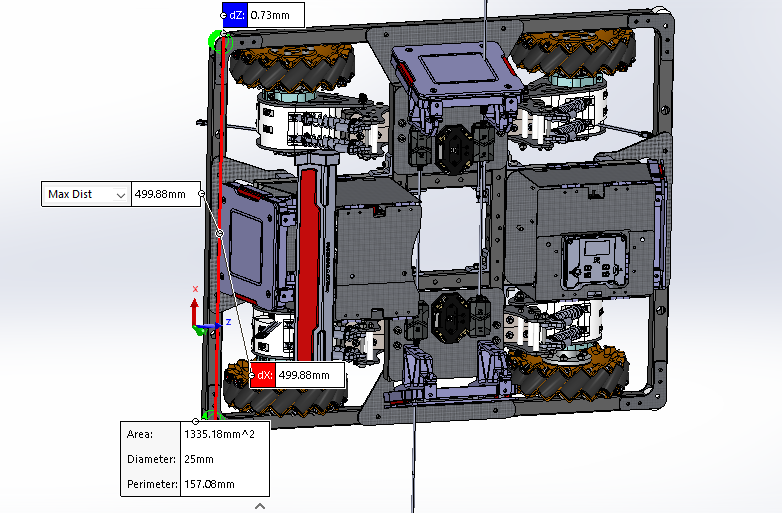 dZ: 0.73mm
Max Dist 499.88mm
X
Z
dX: 499.88mm
Area: 1335.18mm^2
Diameter: 25mm
Perimeter: 157.08mm